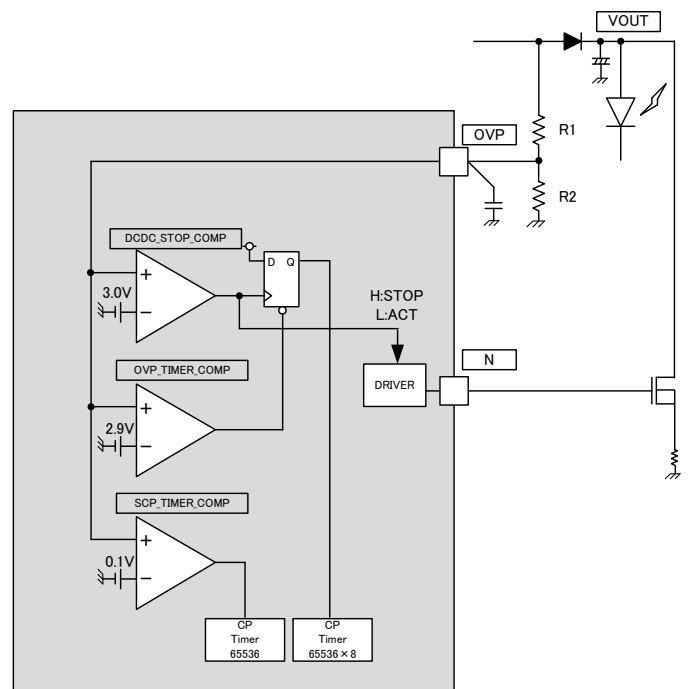 VOUT
R1
OVP
R2
DCDC_STOP_COMP
D Q
+
3.0V
−
H:STOP
L:ACT
OVP_TIMER_COMP
DRIVER
N
+
2.9V
−
SCP_TIMER_COMP
+
0.1V
−
CP
Timer
65536
CP
Timer
65536×8